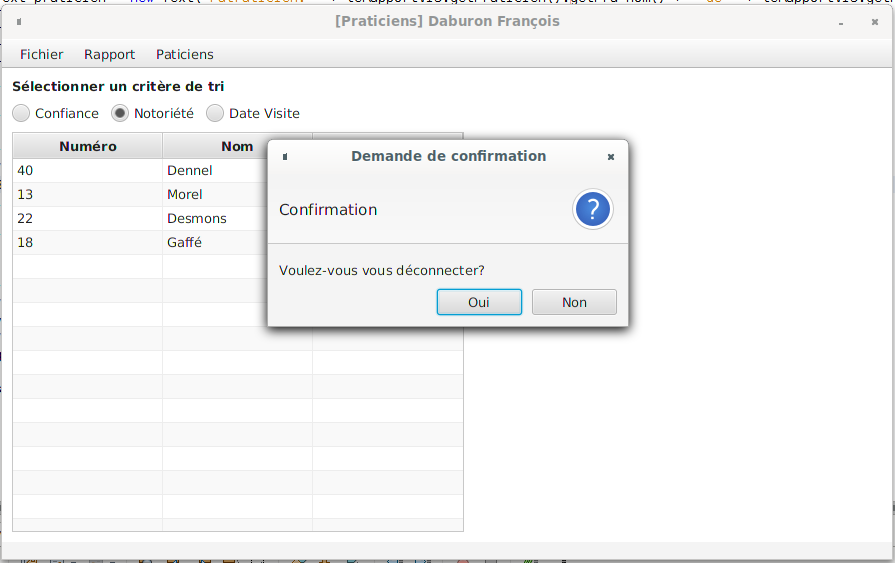 [Praticiens] Daburon François
Fichier Rapport Paticiens
Sélectionner un critère de tri
Confiance Notoriété Date Visite
Numéro Nom
40 Dennel
13 Morel
22 Desmons
18 Gaffé
Demande de confirmation
Confirmation
?
Voulez-vous vous déconnecter?
Oui Non